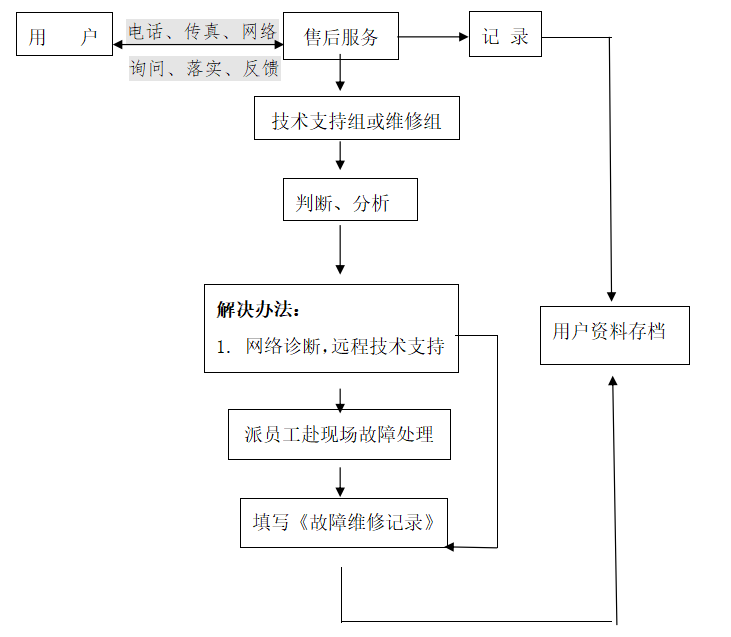 用 户
电话、传真、网络
询问、落实、反馈
售后服务
记 录
技术支持组或维修组
判断、分析
解决办法：
1. 网络诊断,远程技术支持
用户资料存档
派员工赴现场故障处理
填写《故障维修记录》